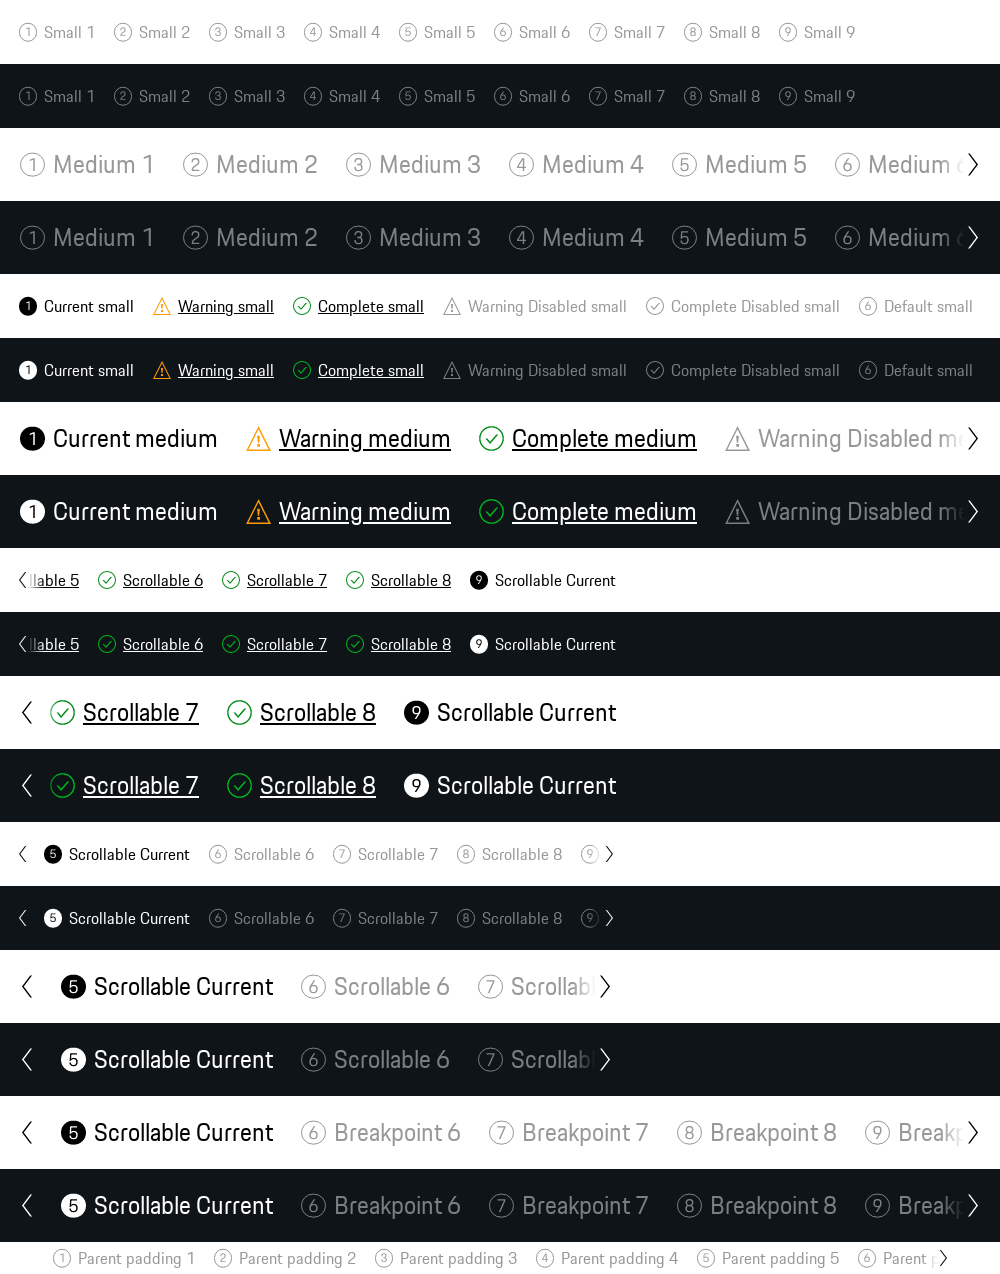 1 Small 1 2 Small 2 3 Small 3 4 Small 4 5 Small 5 6 Small 6 7 Small 7 8 Small 8 9 Small 9
1 Small 1 2 Small 2 3 Small 3 4 Small 4 5 Small 5 6 Small 6 7 Small 7 8 Small 8 9 Small 9
1 Medium 1 2 Medium 2 3 Medium 3 4 Medium 4 5 Medium 5 6 Medium 6
1 Medium 1 2 Medium 2 3 Medium 3 4 Medium 4 5 Medium 5 6 Medium 6
1 Current small Warning small Complete small Warning Disabled small Complete Disabled small 6 Default small
1 Current small Warning small Complete small Warning Disabled small Complete Disabled small 6 Default small
1 Current medium Warning medium Complete medium Warning Disabled me
1 Current medium Warning medium Complete medium Warning Disabled me
llable 5 Scrollable 6 Scrollable 7 Scrollable 8 9 Scrollable Current
llable 5 Scrollable 6 Scrollable 7 Scrollable 8 9 Scrollable Current
Scrollable 7 Scrollable 8 9 Scrollable Current
Scrollable 7 Scrollable 8 9 Scrollable Current
5 Scrollable Current 6 Scrollable 6 7 Scrollable 7 8 Scrollable 8 9
5 Scrollable Current 6 Scrollable 6 7 Scrollable 7 8 Scrollable 8 9
5 Scrollable Current 6 Scrollable 6 7 Scrollabl
5 Scrollable Current 6 Scrollable 6 7 Scrollabl
5 Scrollable Current 6 Breakpoint 6 7 Breakpoint 7 8 Breakpoint 8 9 Breakp
5 Scrollable Current 6 Breakpoint 6 7 Breakpoint 7 8 Breakpoint 8 9 Breakp
1 Parent padding 1 2 Parent padding 2 3 Parent padding 3 4 Parent padding 4 5 Parent padding 5 6 Parent p